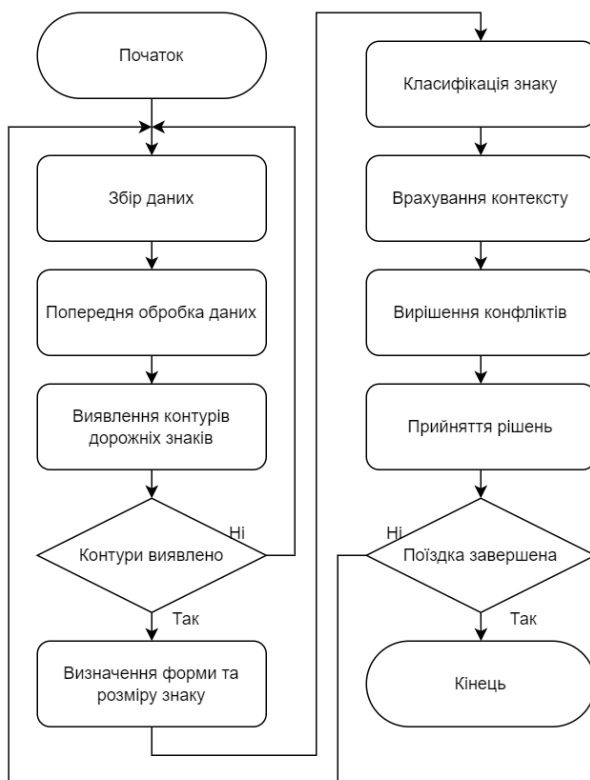 Початок
Збір даних
Попередня обробка даних
Виявлення контурів
дорожніх знаків
Ні
Контури виявлено
Так
Визначення форми та
розміру знаку
Класифікація знаку
Врахування контексту
Вирішення конфліктів
Прийняття рішень
Ні
Поїздка завершена
Так
Кінець